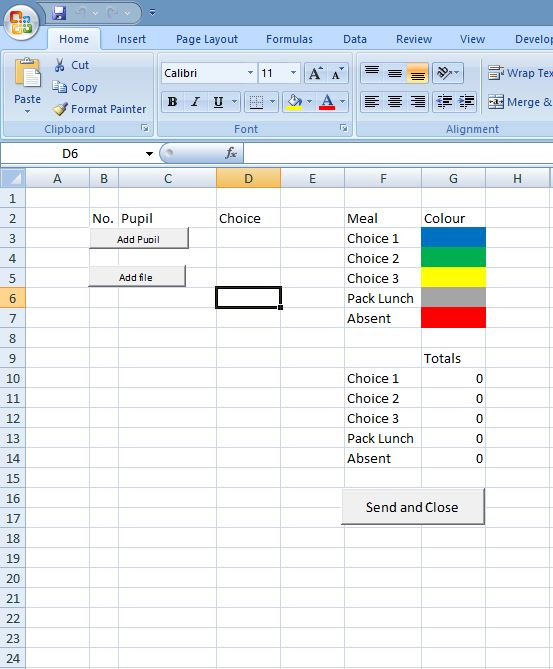 Home Insert Page Layout Formulas Data Review View Develo
Cut
Calibri 11 A A Wrap Tex
Copy
Paste
Format Painter B I U A Merge &
Clipboard Font Alignment
D6 fx
A B C D E F G H
1
2 No. Pupil Choice Meal Colour
3 Add Pupil Choice 1
4 Choice 2
5 Add file Choice 3
6 Pack Lunch
7 Absent
8
9 Totals
10 Choice 1 0
11 Choice 2 0
12 Choice 3 0
13 Pack Lunch 0
14 Absent 0
15
16
Send and Close
17
18
19
20
21
22
23
24